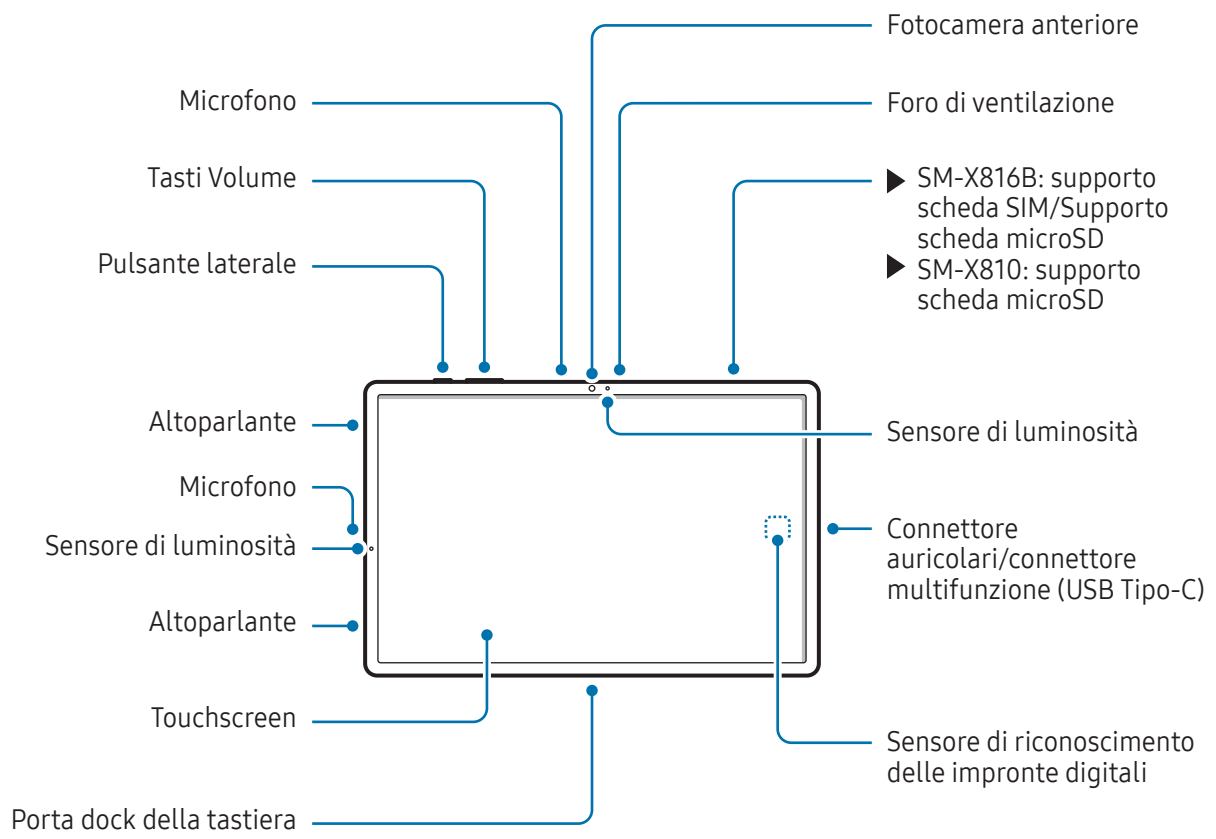 Fotocamera anteriore
Microfono
Foro di ventilazione
Tasti Volume
▶ SM-X816B: supporto
scheda SIM/Supporto
scheda microSD
Pulsante laterale
▶ SM-X810: supporto
scheda microSD
Altoparlante
Sensore di luminosità
Microfono
Sensore di luminosità
Connettore
auricolari/connettore
multifunzione (USB Tipo-C)
Altoparlante
Touchscreen
Sensore di riconoscimento
delle impronte digitali
Porta dock della tastiera